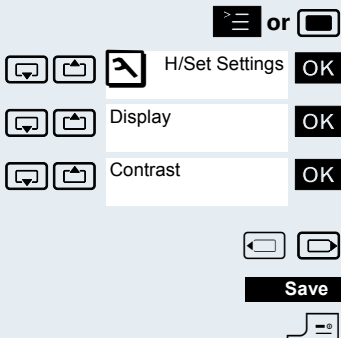 or
H/Set Settings OK
Display OK
Contrast OK
Save